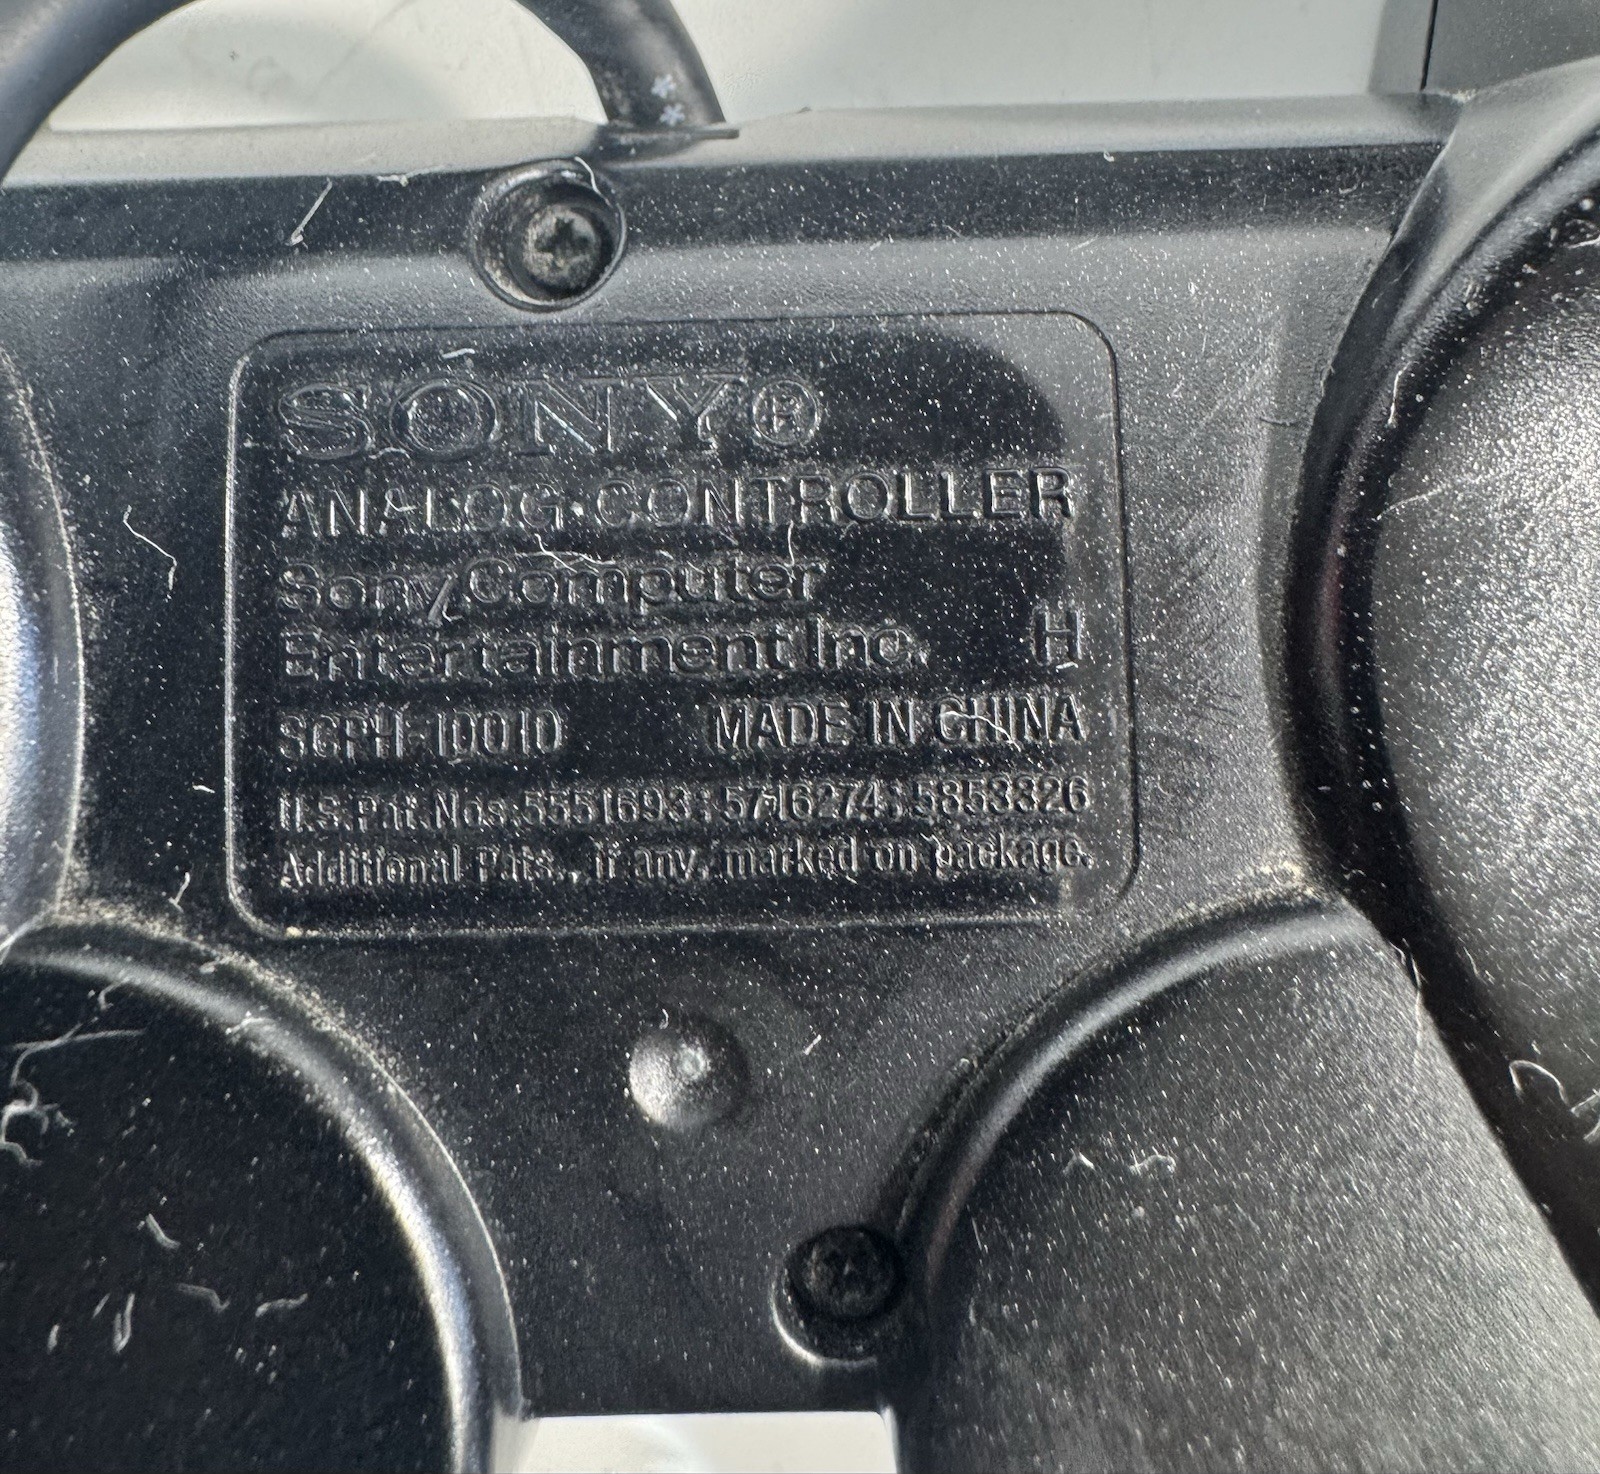 SONY®
ANALOG CONTROLLER
Sony Computer
Entertainment Inc. H
SCPH-10010 MADE IN CHINA
U.S. Pat. Nos. 5551693; 5716274; 5853326
Additional Pats., if any, marked on package.